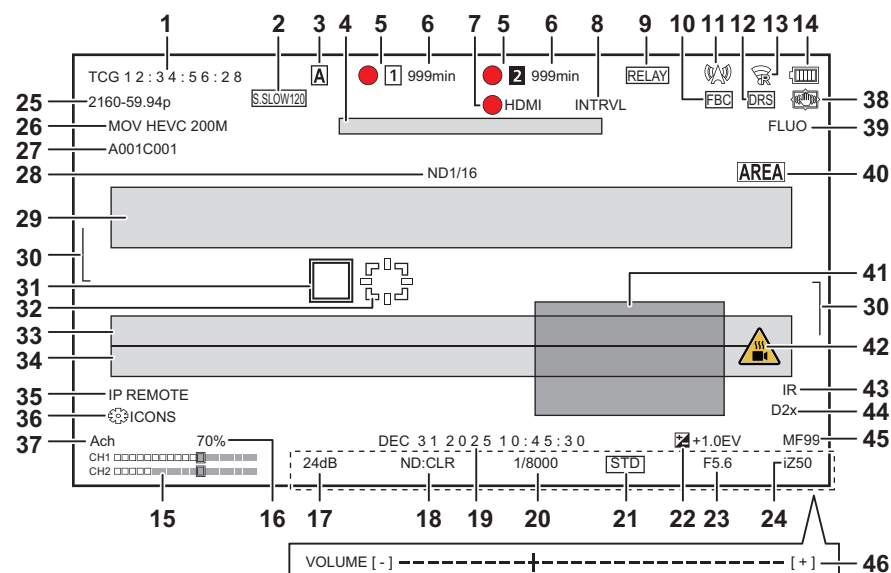 1 2 3 4 5 6 7 5 6 8 9 10 11 12 13 14
TCG 12:34:56:28 A 1 999min 2 999min RELAY R
25 2160-59.94p S.SLOW120 HDMI INTRVL FBC DRS 38
26 MOV HEVC 200M FLUO 39
27 A001C001
28 ND1/16 AREA 40
29
30 41
31 30
32
33 42
34
35 IP REMOTE IR 43
36 ICONS D2x 44
37 Ach 70% DEC 31 2025 10:45:30 +1.0EV MF99 45
CH1
CH2 24dB ND:CLR 1/8000 STD F5.6 iZ50
15 16 17 18 19 20 21 22 23 24
VOLUME [ - ] [ + ] 46